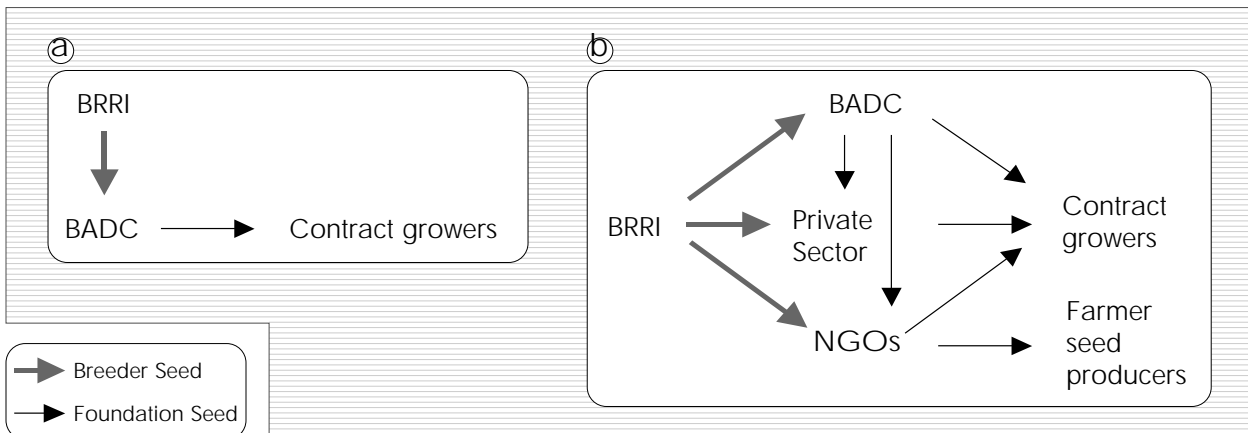 a
BRRI
BADC
Contract growers
b
BADC
BRRI
Private
Sector
Contract
growers
NGOs
Farmer
seed
producers
Breeder Seed
Foundation Seed